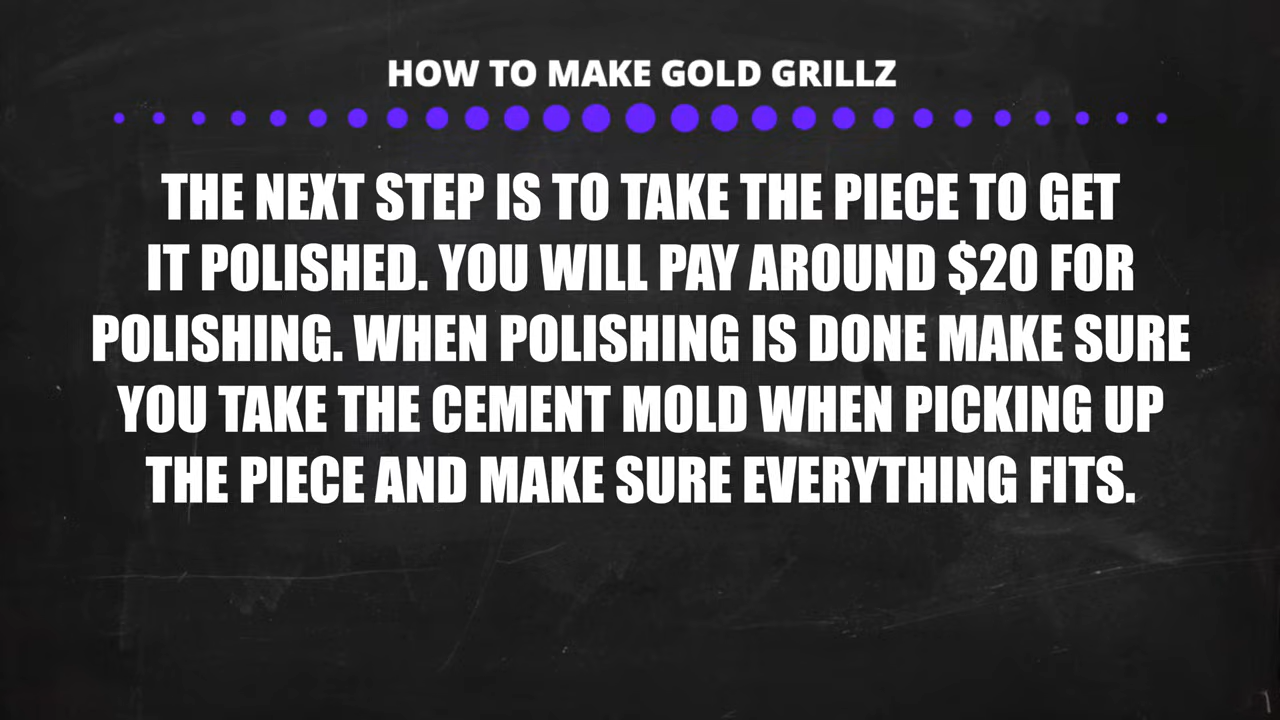 HOW TO MAKE GOLD GRILLZ
THE NEXT STEP IS TO TAKE THE PIECE TO GET
IT POLISHED. YOU WILL PAY AROUND $20 FOR
POLISHING. WHEN POLISHING IS DONE MAKE SURE
YOU TAKE THE CEMENT MOLD WHEN PICKING UP
THE PIECE AND MAKE SURE EVERYTHING FITS.